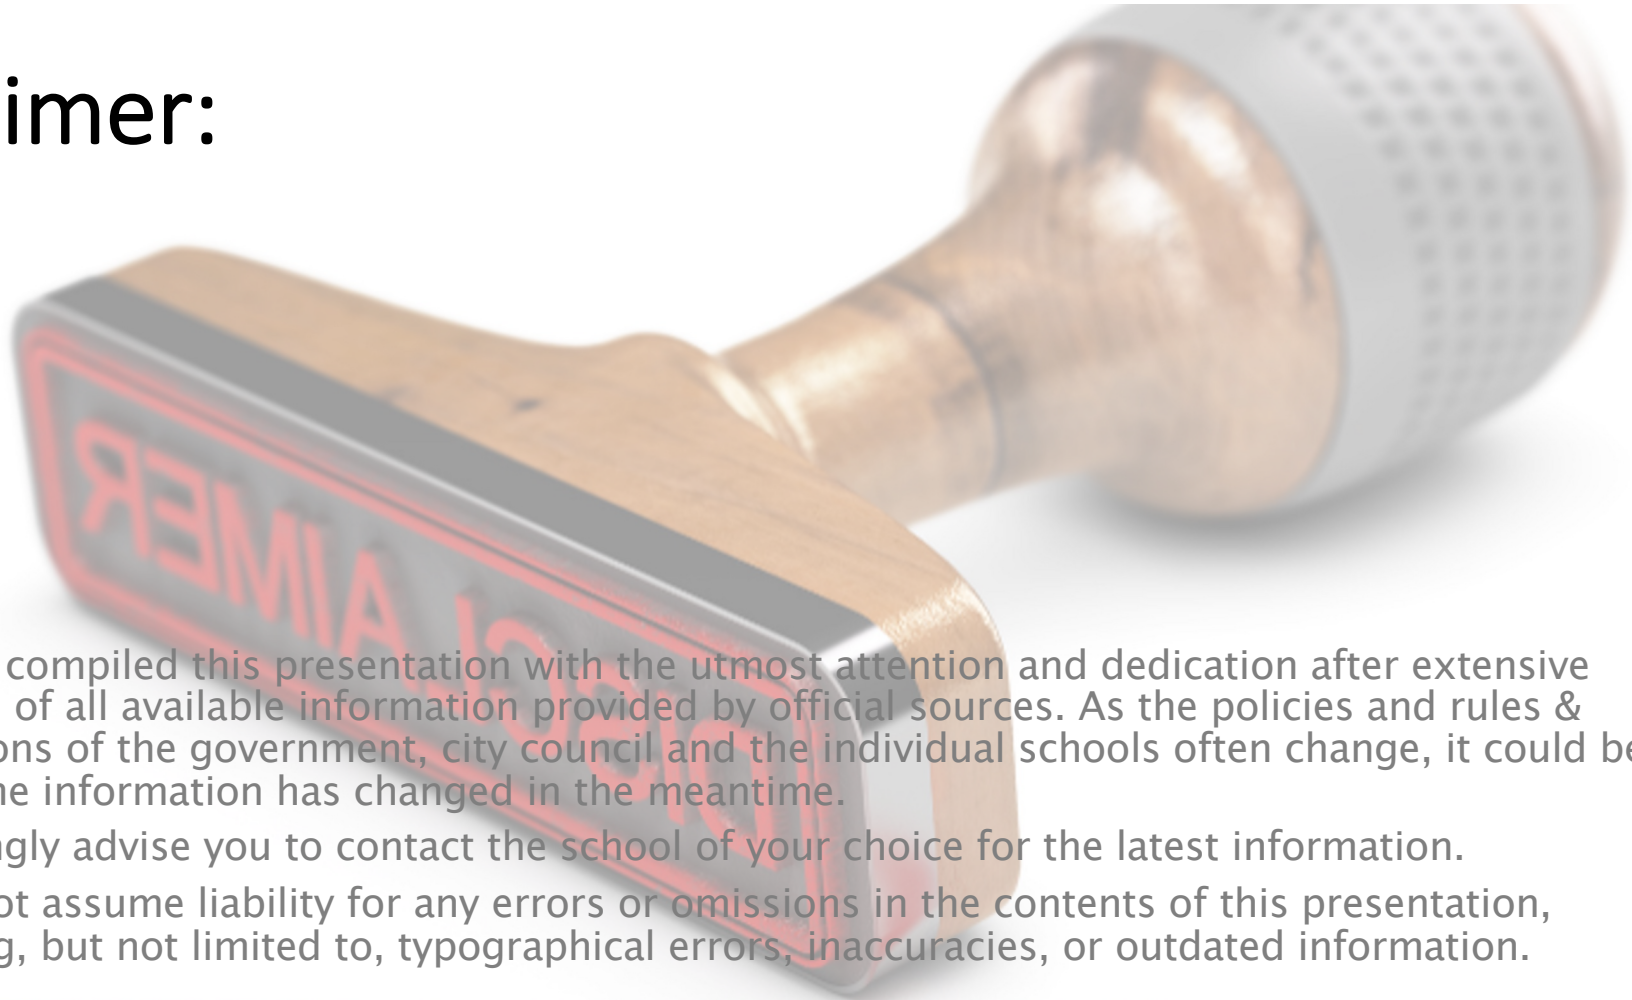 imer:
DISCLAIMER
compiled this presentation with the utmost attention and dedication after extensive
of all available information provided by official sources. As the policies and rules &
ons of the government, city council and the individual schools often change, it could be
ne information has changed in the meantime.
ngly advise you to contact the school of your choice for the latest information.
ot assume liability for any errors or omissions in the contents of this presentation,
g, but not limited to, typographical errors, inaccuracies, or outdated information.